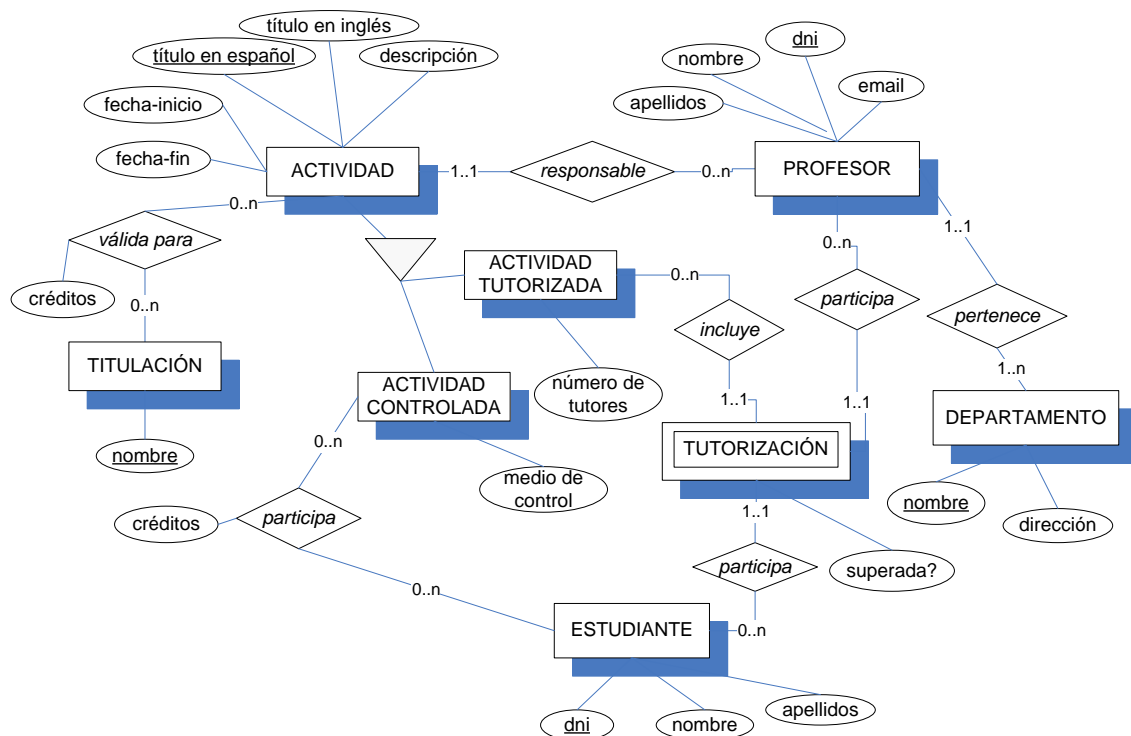 título en inglés
título en español
descripción
fecha-inicio
fecha-fin
ACTIVIDAD
1..1
responsable
0..n
dni
nombre
email
apellidos
PROFESOR
0..n
válida para
créditos
0..n
TITULACIÓN
nombre
ACTIVIDAD
TUTORIZADA
0..n
número de
tutores
incluye
1..1
0..n
participa
1..1
1..1
pertenece
1..n
DEPARTAMENTO
nombre
dirección
ACTIVIDAD
CONTROLADA
medio de
control
0..n
participa
créditos
0..n
TUTORIZACIÓN
superada?
1..1
participa
0..n
ESTUDIANTE
dni
nombre
apellidos